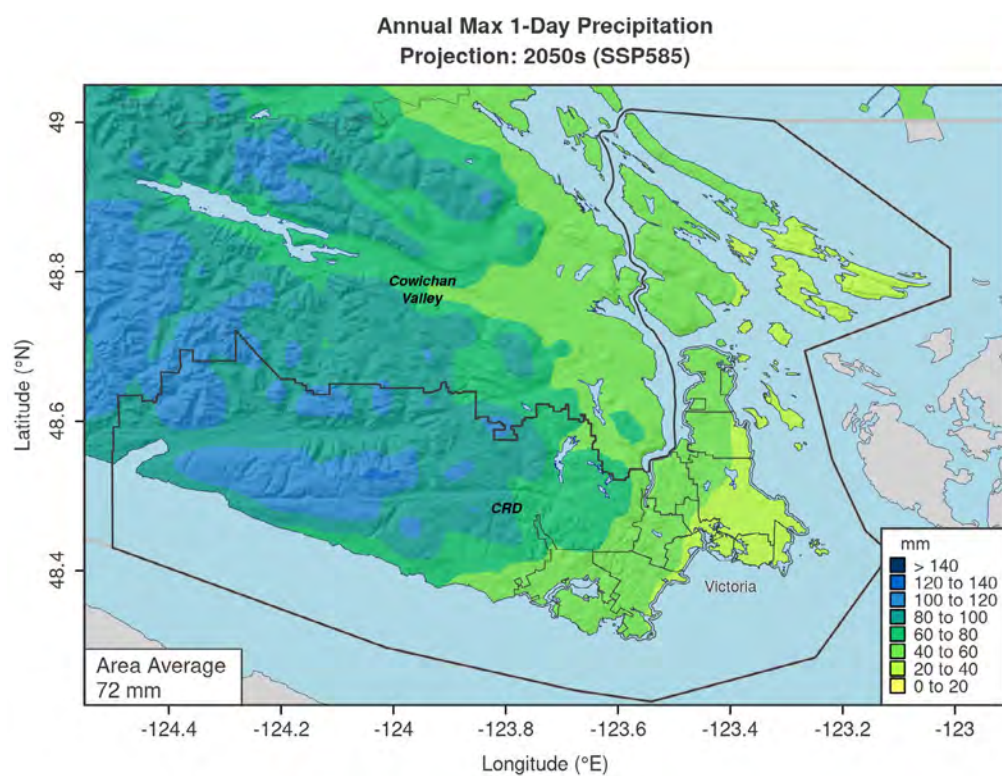 Annual Max 1-Day Precipitation
Projection: 2050s (SSP585)
Latitude (°N)
49
48.8
48.6
48.4
Cowichan
Valley
CRD
Victoria
mm
> 140
120 to 140
100 to 120
80 to 100
60 to 80
40 to 60
20 to 40
0 to 20
Area Average
72 mm
-124.4 -124.2 -124 -123.8 -123.6 -123.4 -123.2 -123
Longitude (°E)